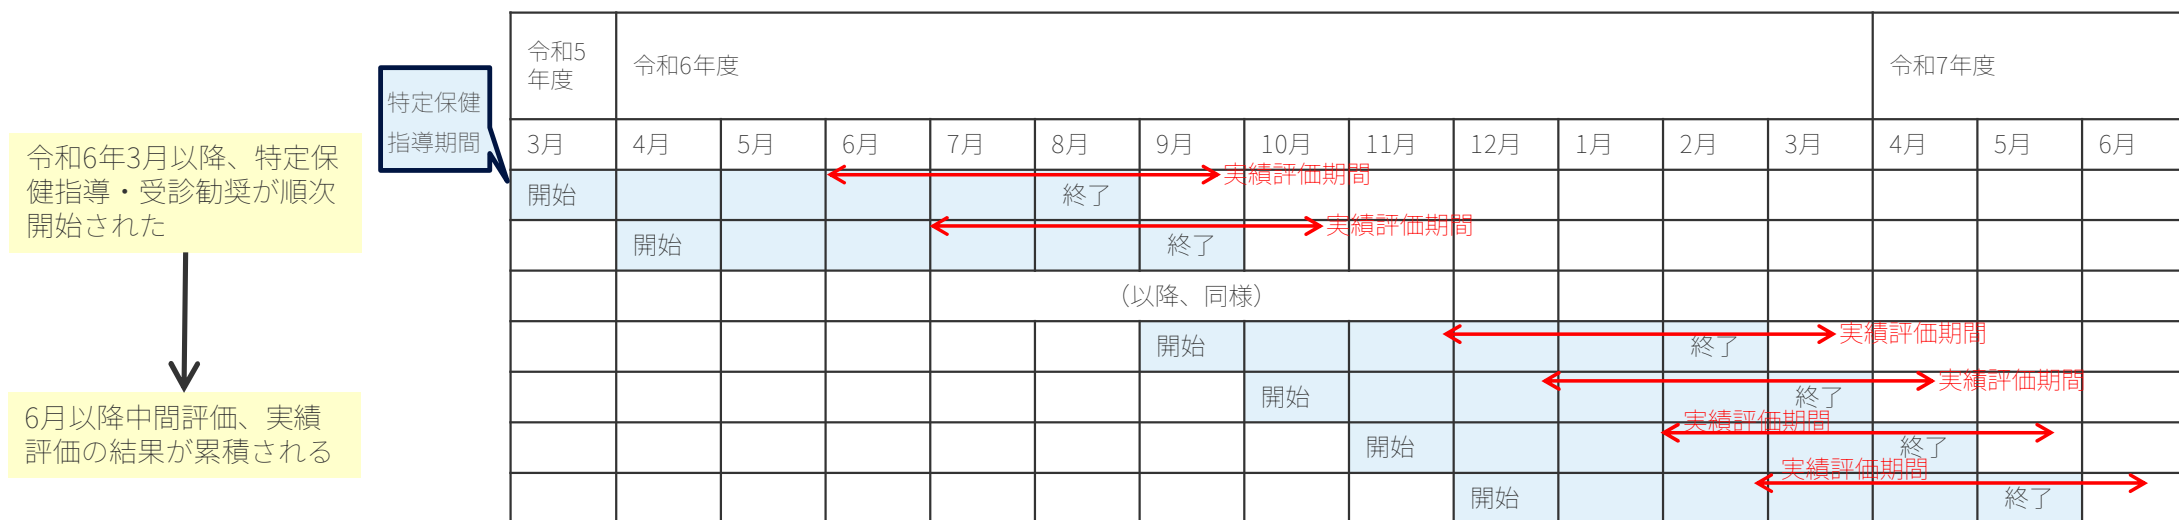 令和5
年度
令和6年度
令和7年度
特定保健
指導期間
3月 4月 5月 6月 7月 8月 9月 10月 11月 12月 1月 2月 3月 4月 5月 6月
令和6年3月以降、特定保
健指導・受診勧奨が順次
開始された
実績評価期間
開始 終了
実績評価期間
開始 終了
（以降、同様）
実績評価期間
開始 終了
実績評価期間
開始 終了
実績評価期間
開始 終了
実績評価期間
開始 終了
6月以降中間評価、実績
評価の結果が累積される